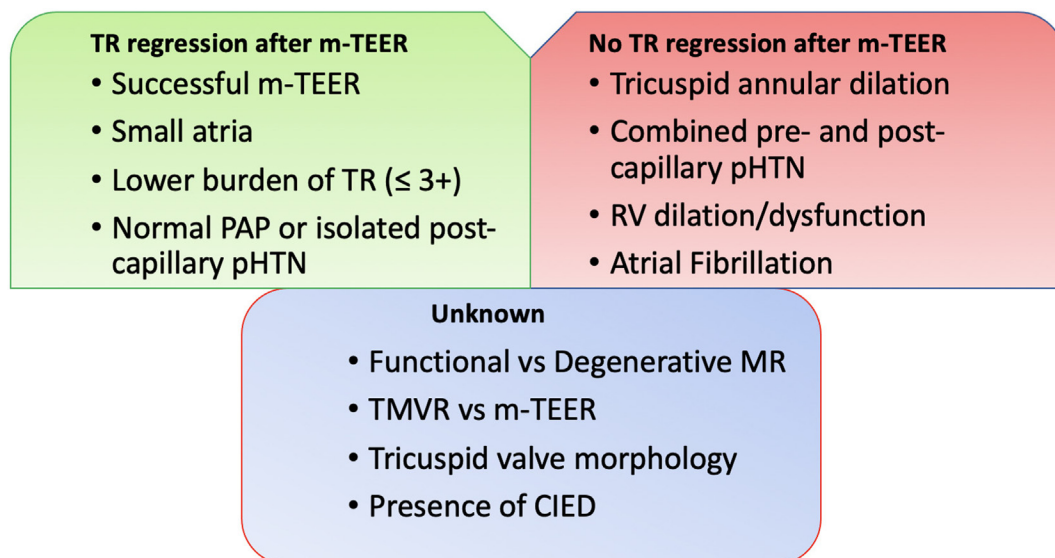 TR regression after m-TEER
• Successful m-TEER
• Small atria
• Lower burden of TR (≤ 3+)
• Normal PAP or isolated post-
capillary pHTN
No TR regression after m-TEER
• Tricuspid annular dilation
• Combined pre- and post-
capillary pHTN
• RV dilation/dysfunction
• Atrial Fibrillation
Unknown
• Functional vs Degenerative MR
• TMVR vs m-TEER
• Tricuspid valve morphology
• Presence of CIED